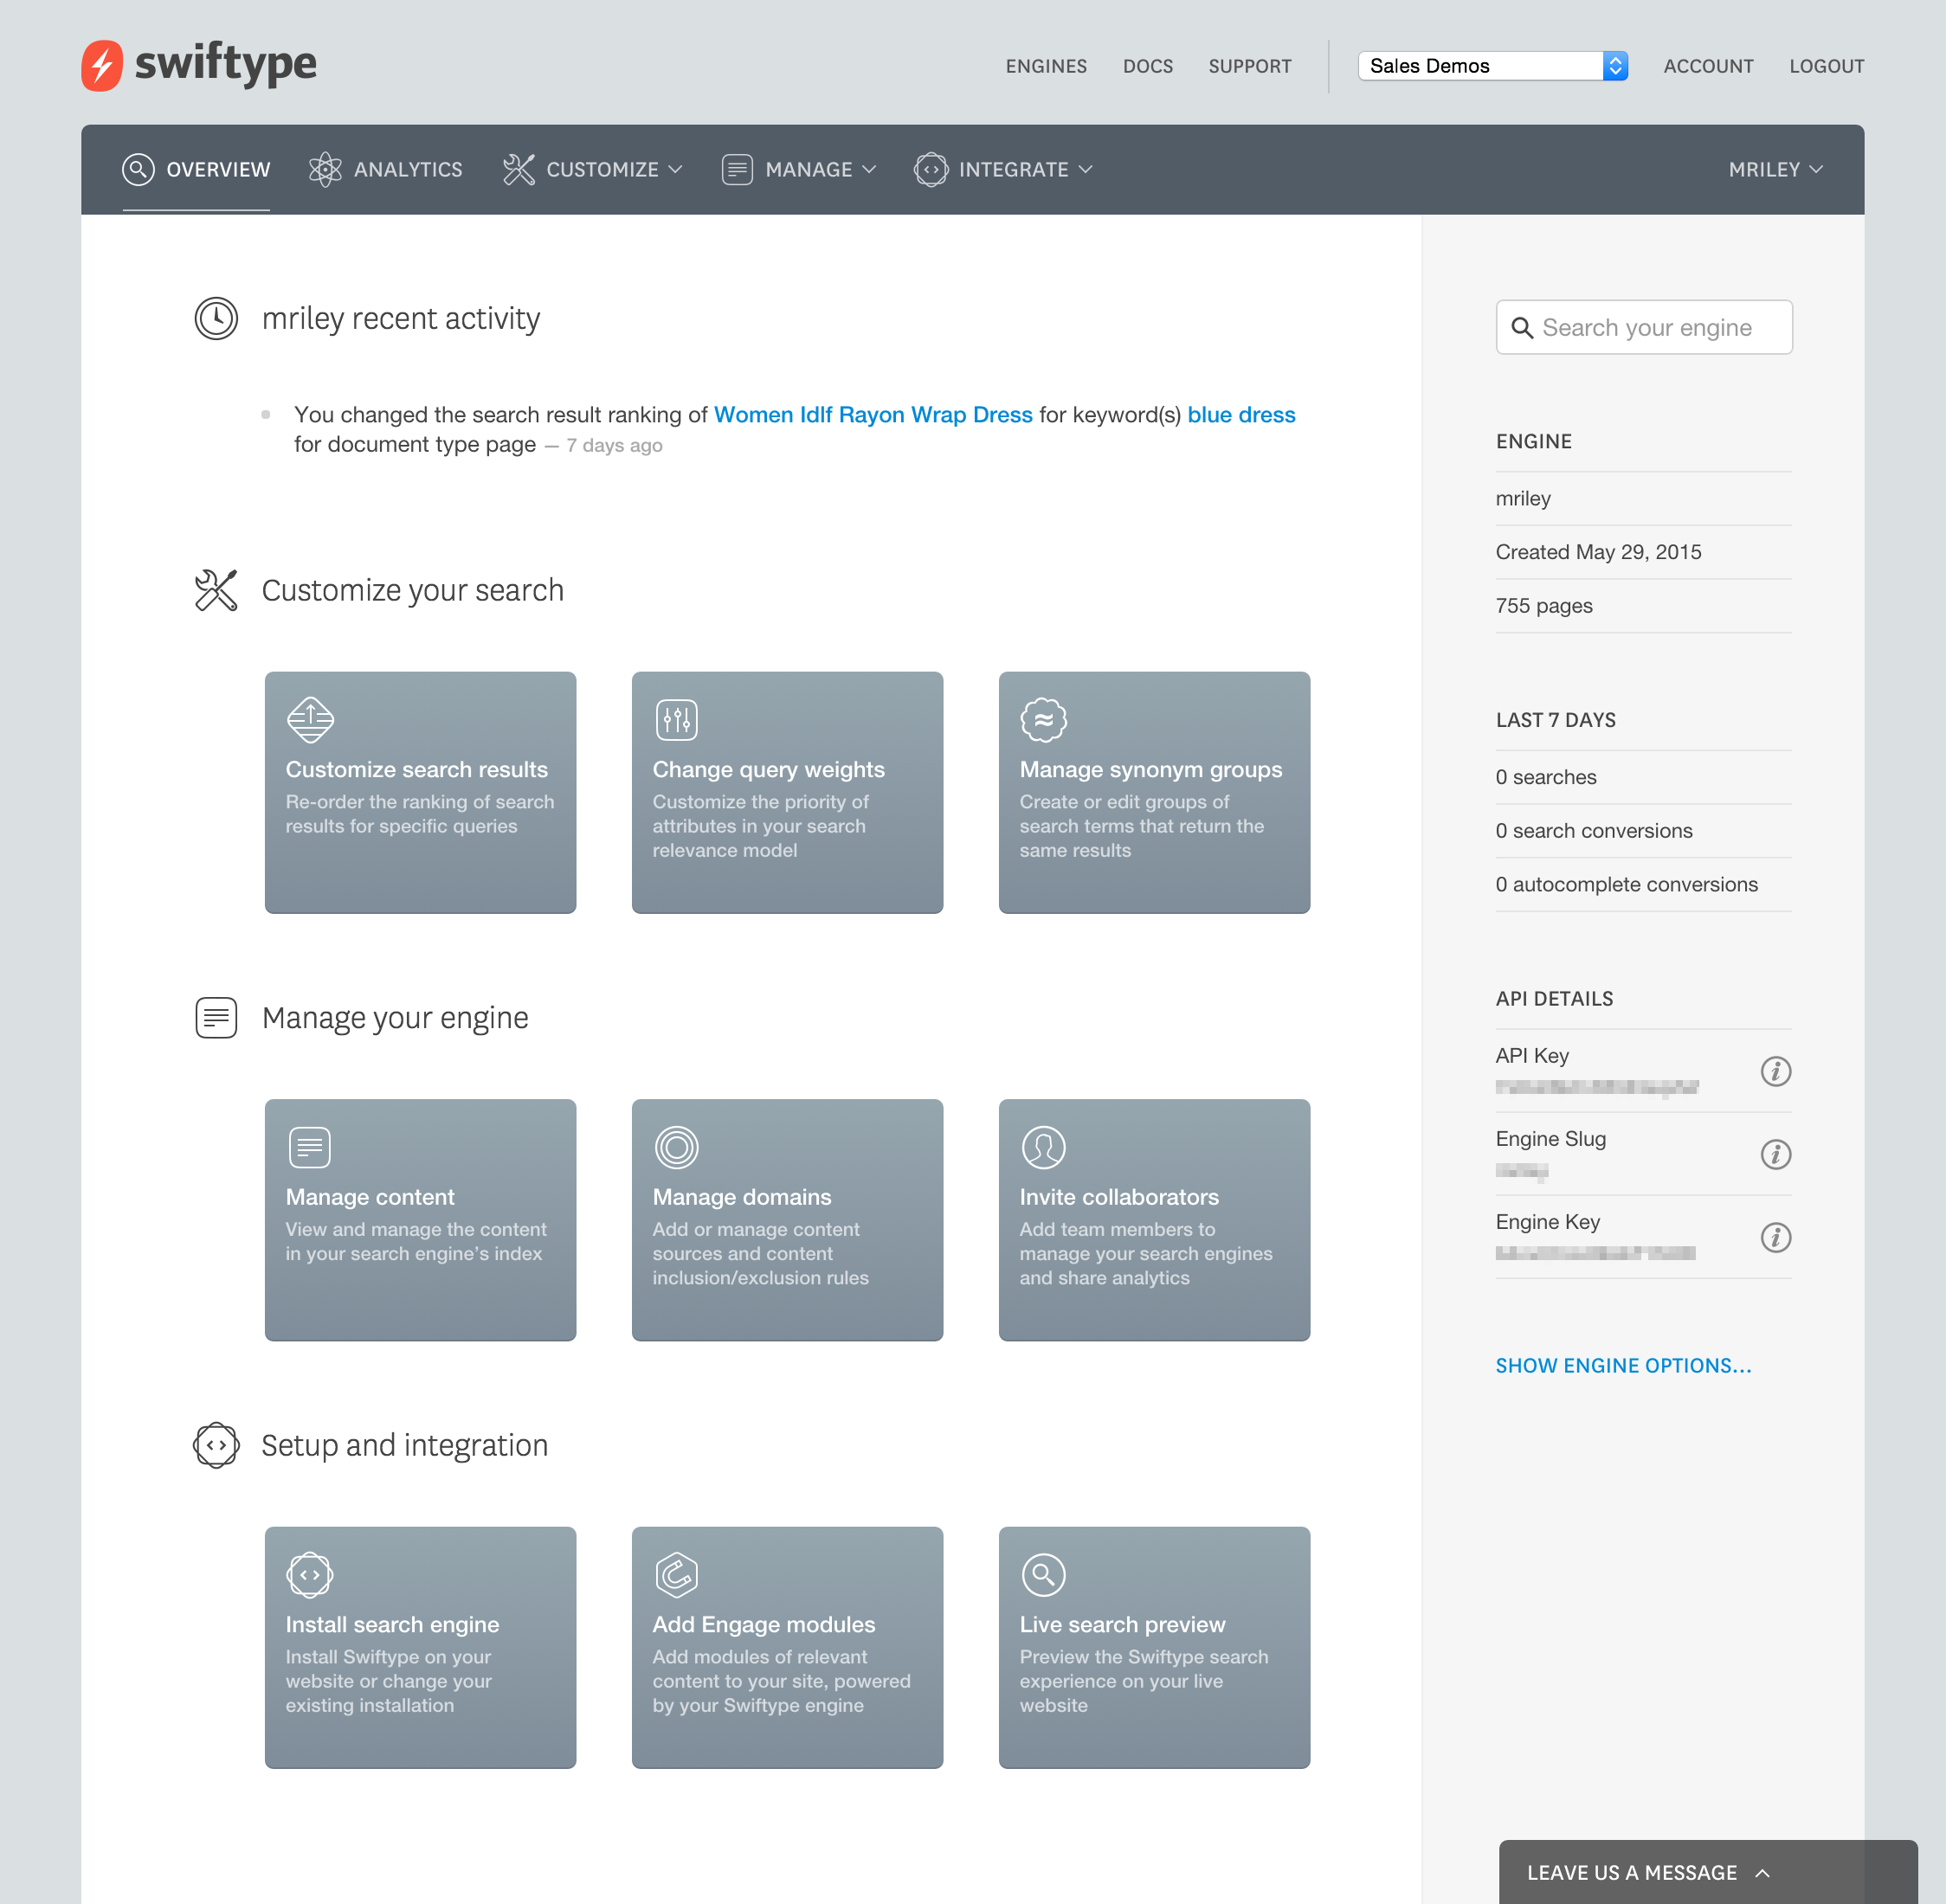 swiftype
ENGINES DOCS SUPPORT Sales Demos ACCOUNT LOGOUT
OVERVIEW ANALYTICS CUSTOMIZE MANAGE INTEGRATE MRILEY
mriley recent activity
You changed the search result ranking of Women Idlf Rayon Wrap Dress for keyword(s) blue dress
for document type page — 7 days ago
Customize your search
Customize search results
Re-order the ranking of search
results for specific queries
Change query weights
Customize the priority of
attributes in your search
relevance model
Manage synonym groups
Create or edit groups of
search terms that return the
same results
Manage your engine
Manage content
View and manage the content
in your search engine's index
Manage domains
Add or manage content
sources and content
inclusion/exclusion rules
Invite collaborators
Add team members to
manage your search engines
and share analytics
Setup and integration
Install search engine
Install Swiftype on your
website or change your
existing installation
Add Engage modules
Add modules of relevant
content to your site, powered
by your Swiftype engine
Live search preview
Preview the Swiftype search
experience on your live
website
Search your engine
ENGINE
mriley
Created May 29, 2015
755 pages
LAST 7 DAYS
0 searches
0 search conversions
0 autocomplete conversions
API DETAILS
API Key
Engine Slug
Engine Key
SHOW ENGINE OPTIONS...
LEAVE US A MESSAGE